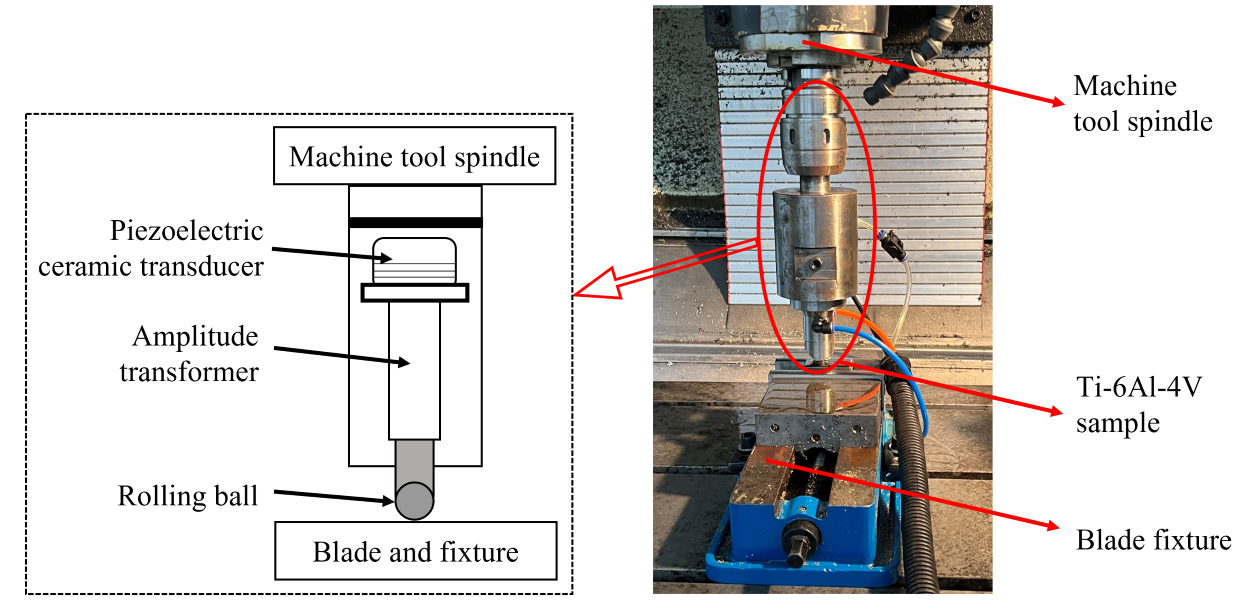 Machine tool spindle
Piezoelectric
ceramic transducer
Amplitude
transformer
Rolling ball
Blade and fixture
Machine
tool spindle
Ti-6Al-4V
sample
Blade fixture